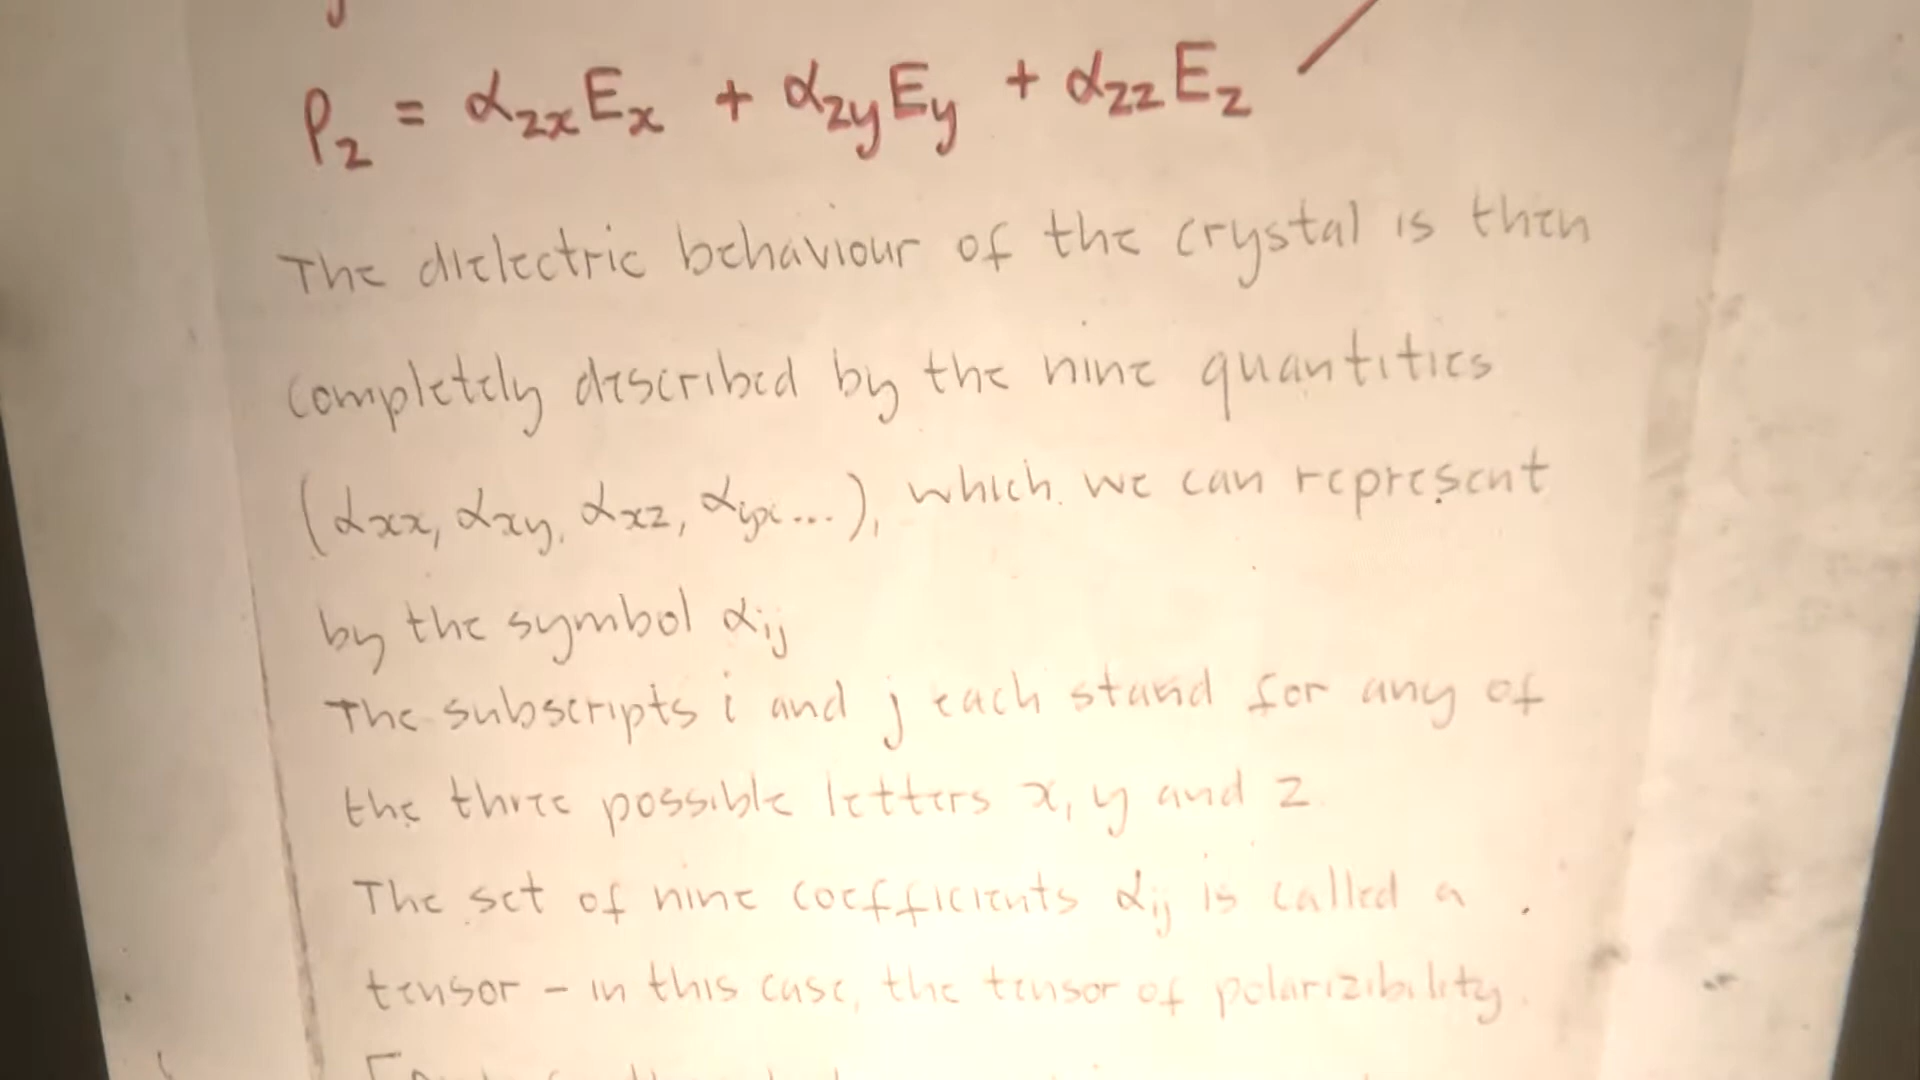 P_z = α_zx E_x + α_zy E_y + α_zz E_z
The dielectric behaviour of the crystal is then
completely described by the nine quantities
(α_xx, α_xy, α_xz, α_yx...), which we can represent
by the symbol α_ij
The subscripts i and j each stand for any of
the three possible letters x, y and z.
The set of nine coefficients α_ij is called a
tensor – in this case, the tensor of polarizibility.